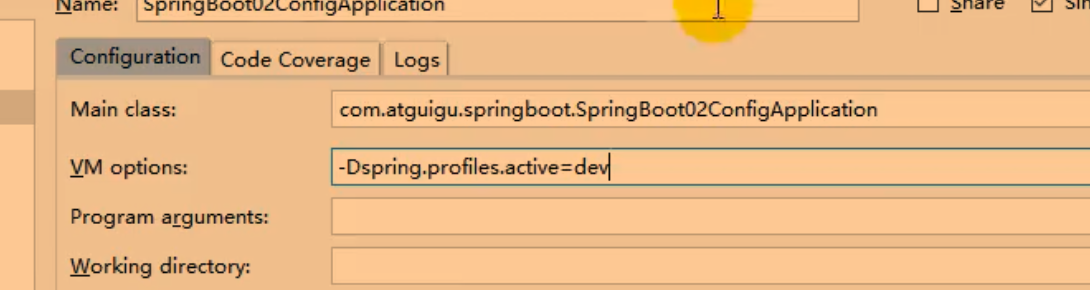 Name: SpringBoot02ConfigApplication Share
Configuration Code Coverage Logs
Main class: com.atguigu.springboot.SpringBoot02ConfigApplication
VM options: -Dspring.profiles.active=dev
Program arguments:
Working directory: